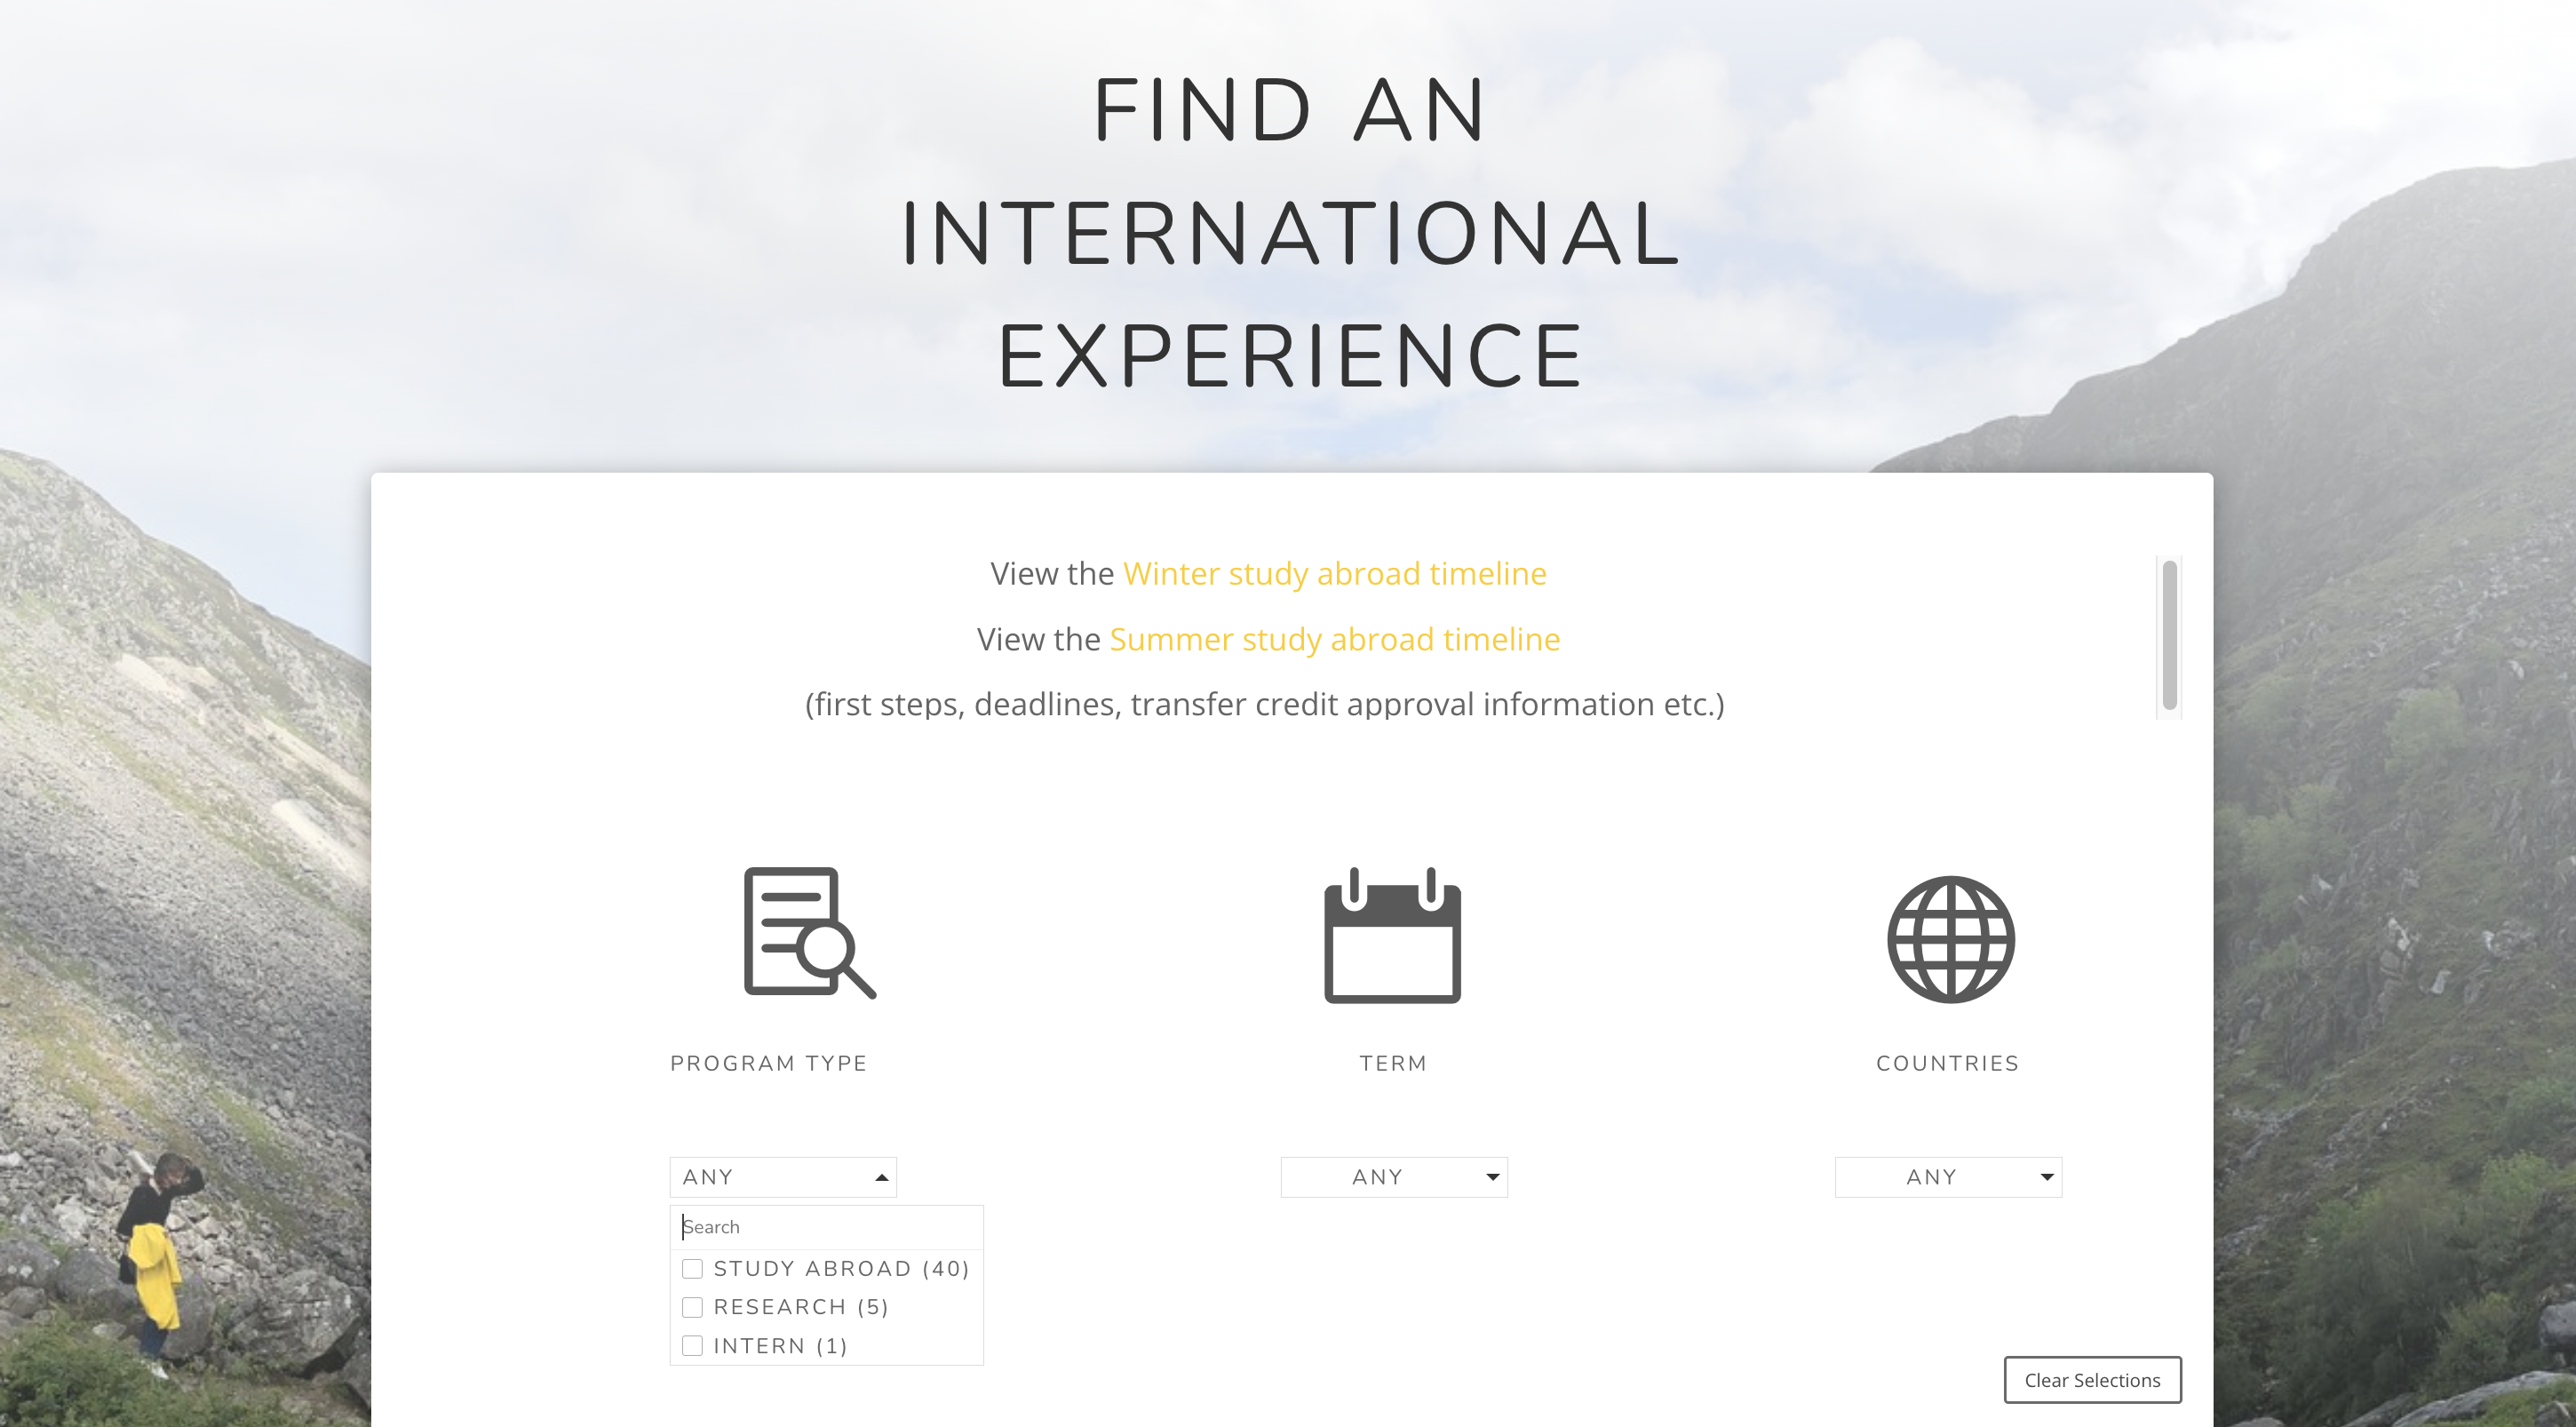 FIND AN
INTERNATIONAL
EXPERIENCE
View the Winter study abroad timeline
View the Summer study abroad timeline
(first steps, deadlines, transfer credit approval information etc.)
PROGRAM TYPE
TERM
COUNTRIES
ANY
ANY
ANY
Search
STUDY ABROAD (40)
RESEARCH (5)
INTERN (1)
Clear Selections